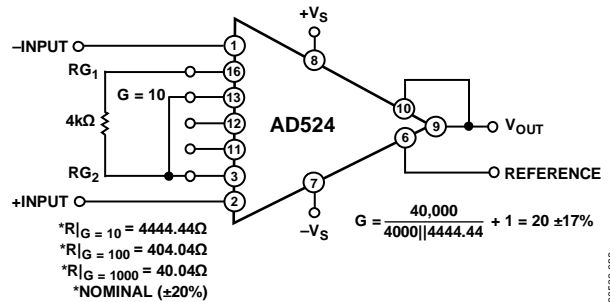 +VS
–INPUT
1
8
RG1
16
G = 10
13
10
4kΩ
12
AD524
9
VOUT
11
6
RG2
3
REFERENCE
7
+INPUT
2
–VS
G = 40,000 / 4000||4444.44 + 1 = 20 ±17%
*R|G = 10 = 4444.44Ω
*R|G = 100 = 404.04Ω
*R|G = 1000 = 40.04Ω
*NOMINAL (±20%)